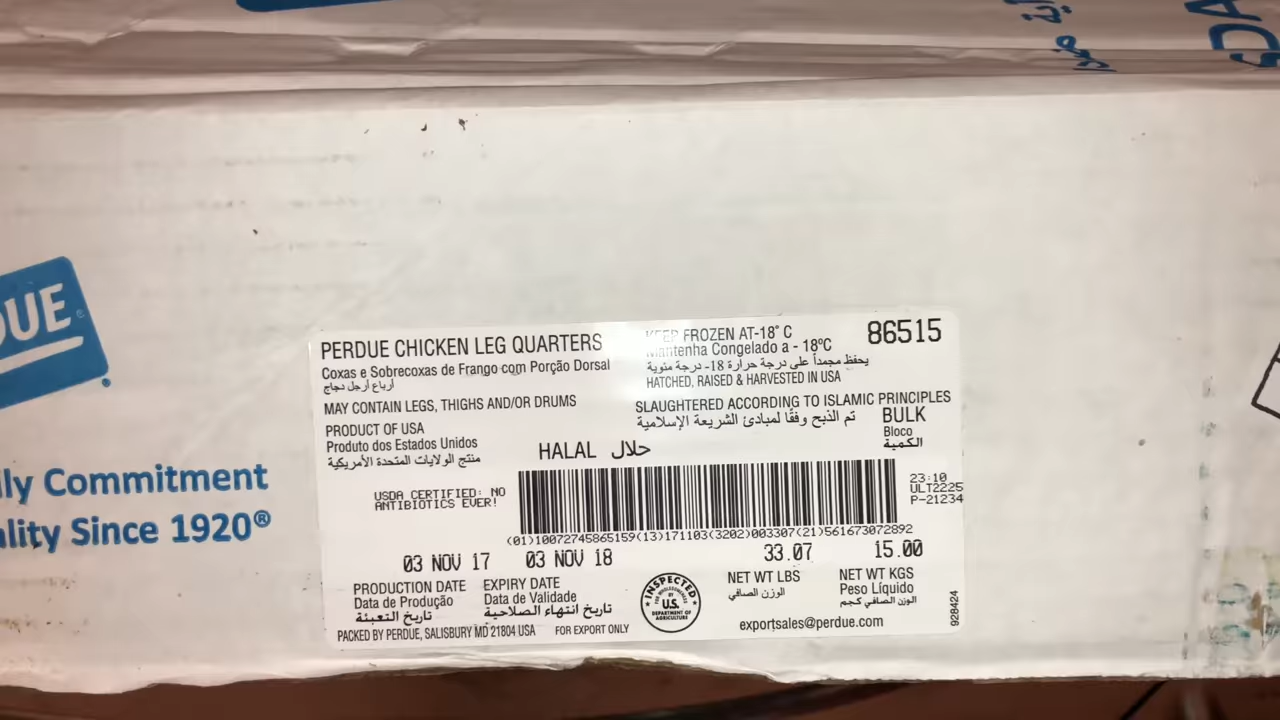 PERDUE CHICKEN LEG QUARTERS
Coxas e Sobrecoxas de Frango com Porção Dorsal
أرباع أرجل دجاج
MAY CONTAIN LEGS, THIGHS AND/OR DRUMS
PRODUCT OF USA
Produto dos Estados Unidos
منتج الولايات المتحدة الأمريكية
USDA CERTIFIED: NO
ANTIBIOTICS EVER!
KEEP FROZEN AT-18° C
Mantenha Congelado a - 18ºC
يحفظ مجمداً على درجة حرارة 18- درجة مئوية
HATCHED, RAISED & HARVESTED IN USA
86515
SLAUGHTERED ACCORDING TO ISLAMIC PRINCIPLES
تم الذبح وفقًا لمبادئ الشريعة الإسلامية
BULK
Bloco
الكمية
HALAL حلال
23:10
ULT2225
P-21234
(01)10072745865159(13)171103(3202)003307(21)561673072892
03 NOV 17 03 NOV 18 33.07 15.00
PRODUCTION DATE
Data de Produção
تاريخ التعبئة
EXPIRY DATE
Data de Validade
تاريخ انتهاء الصلاحية
INSPECTED
BY
U.S.
DEPARTMENT OF
AGRICULTURE
NET WT LBS
الوزن الصافي
NET WT KGS
Peso Líquido
الوزن الصافي كجم
PACKED BY PERDUE, SALISBURY MD 21804 USA FOR EXPORT ONLY
exportsales@perdue.com
928424
DUE®
ly Commitment
ality Since 1920®